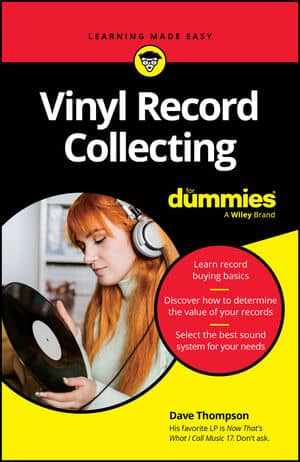 LEARNING MADE EASY
Vinyl Record
Collecting
for
dummies®
A Wiley Brand
Learn record
buying basics
Discover how to determine
the value of your records
Select the best sound
system for your needs
Dave Thompson
His favorite LP is Now That's
What I Call Music 17. Don't ask.